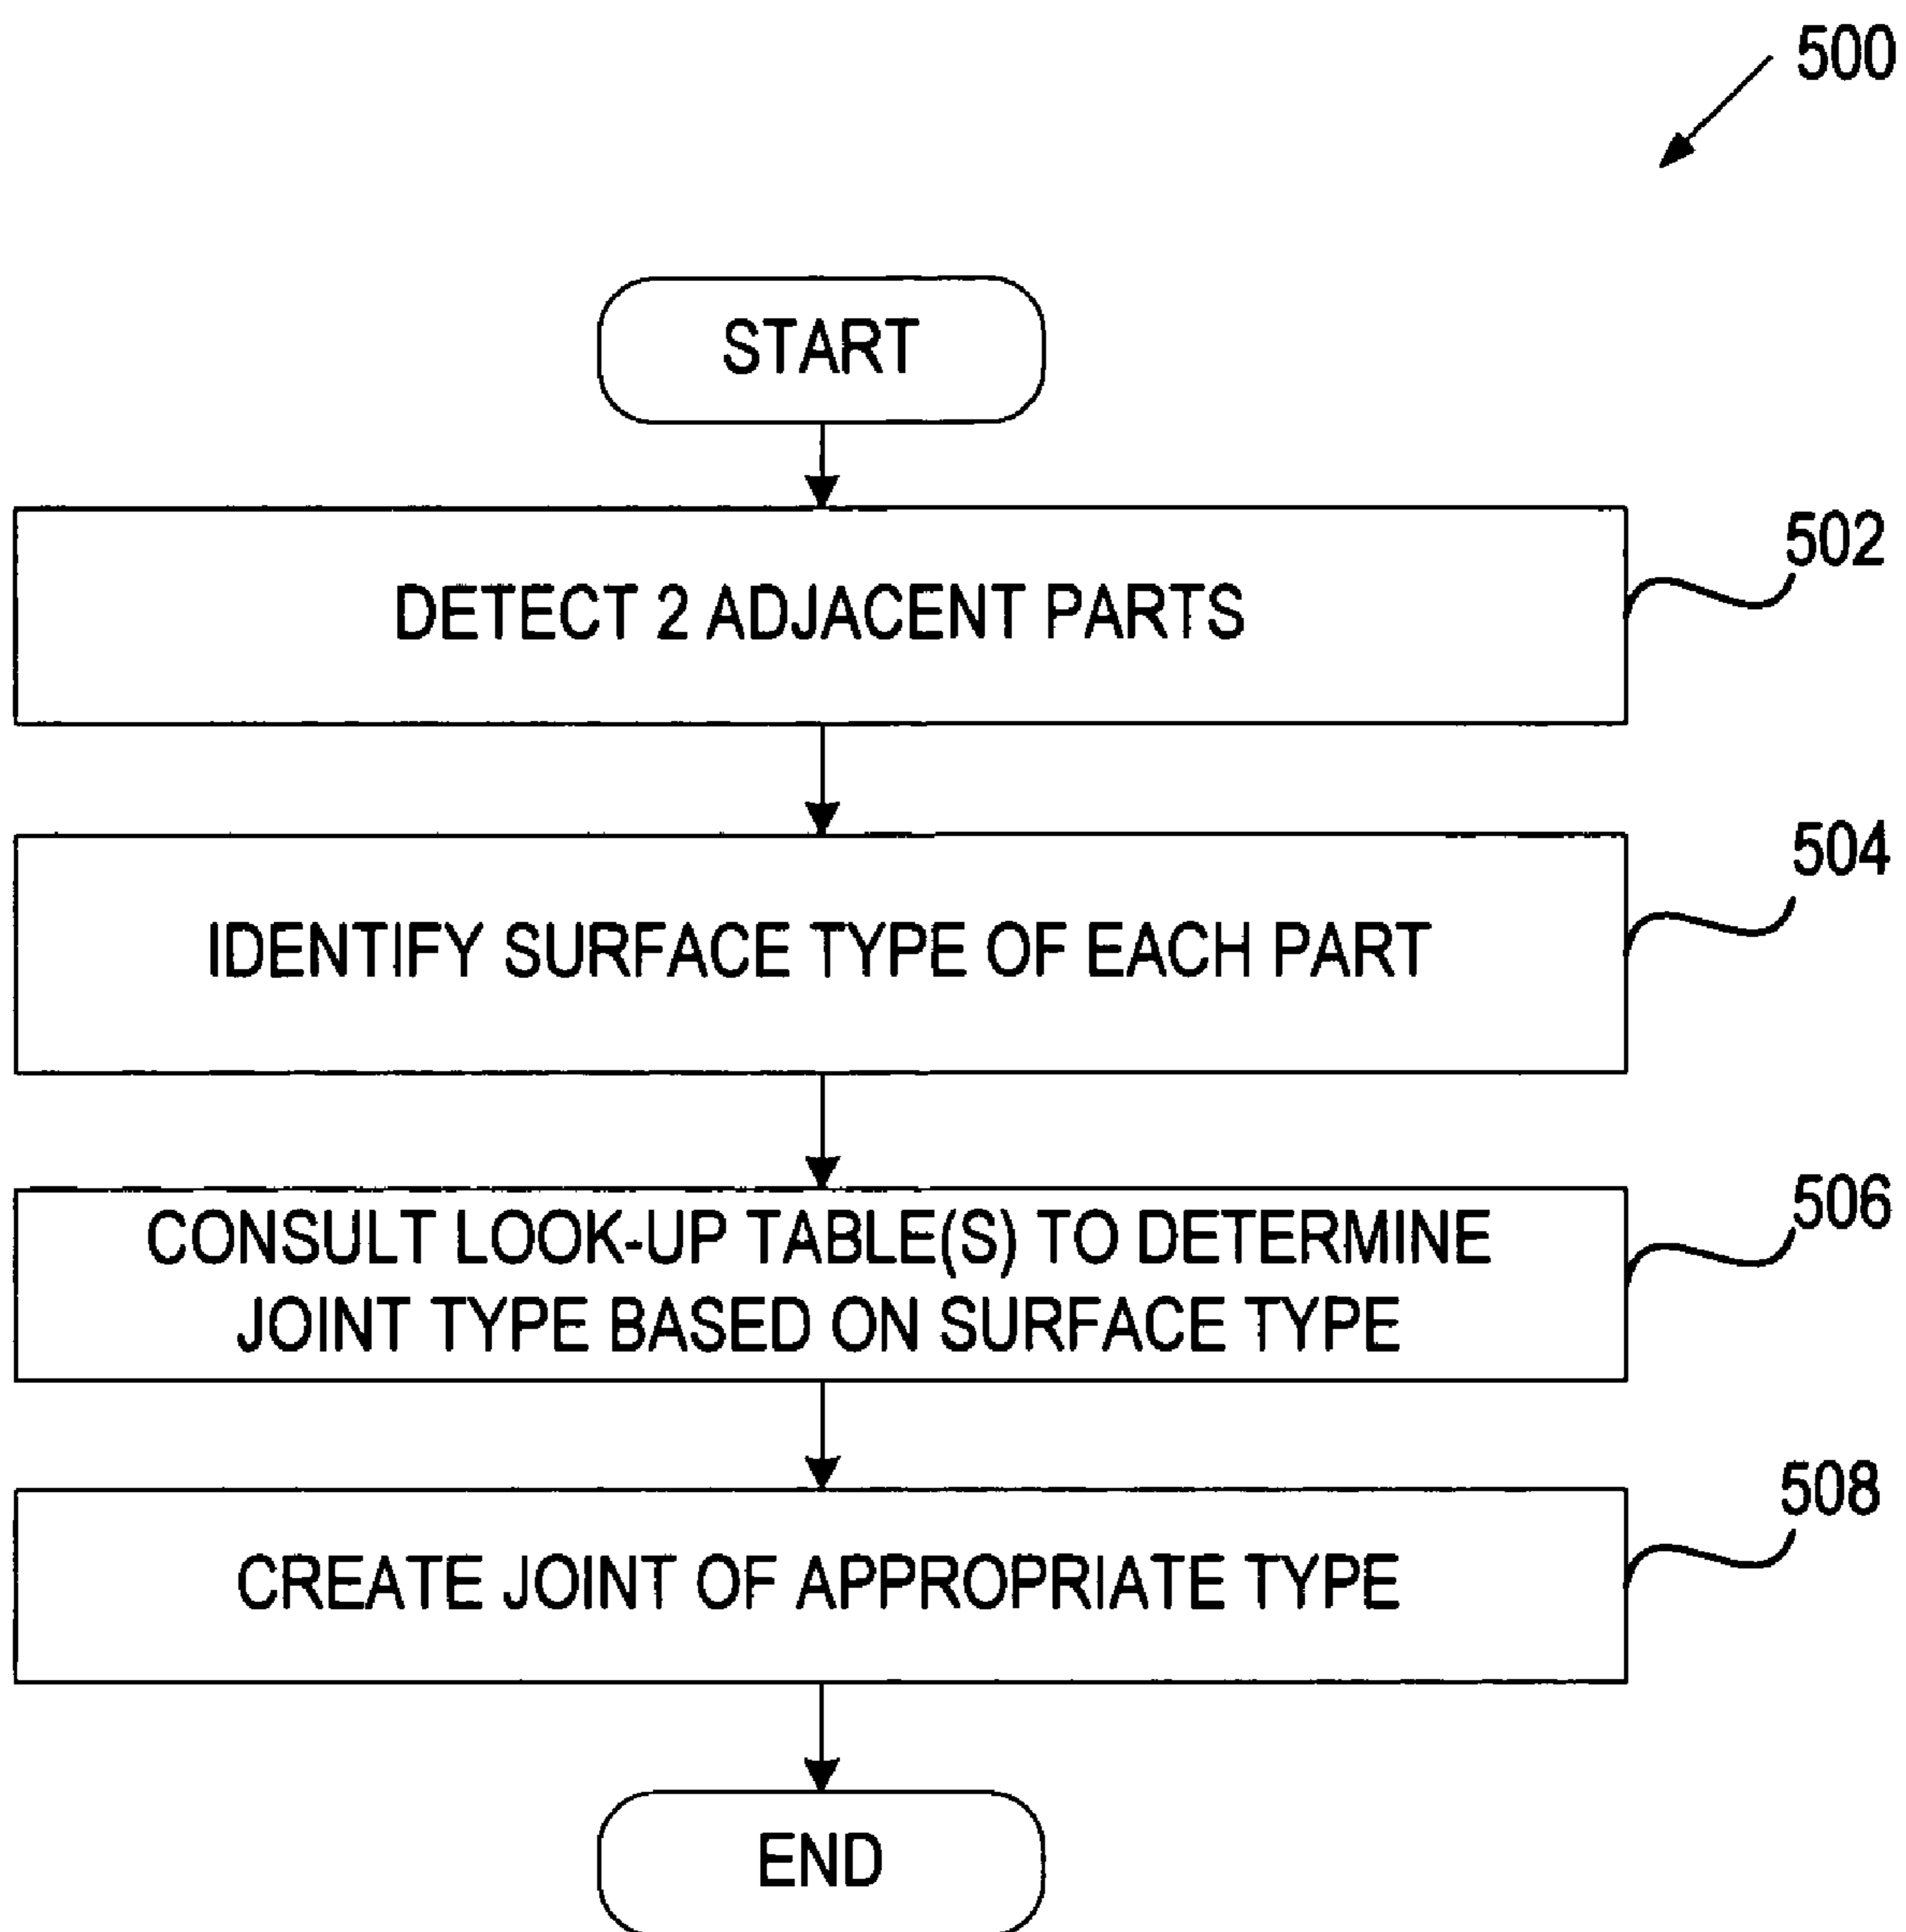 500
START
DETECT 2 ADJACENT PARTS
502
IDENTIFY SURFACE TYPE OF EACH PART
504
CONSULT LOOK-UP TABLE(S) TO DETERMINE
JOINT TYPE BASED ON SURFACE TYPE
506
CREATE JOINT OF APPROPRIATE TYPE
508
END